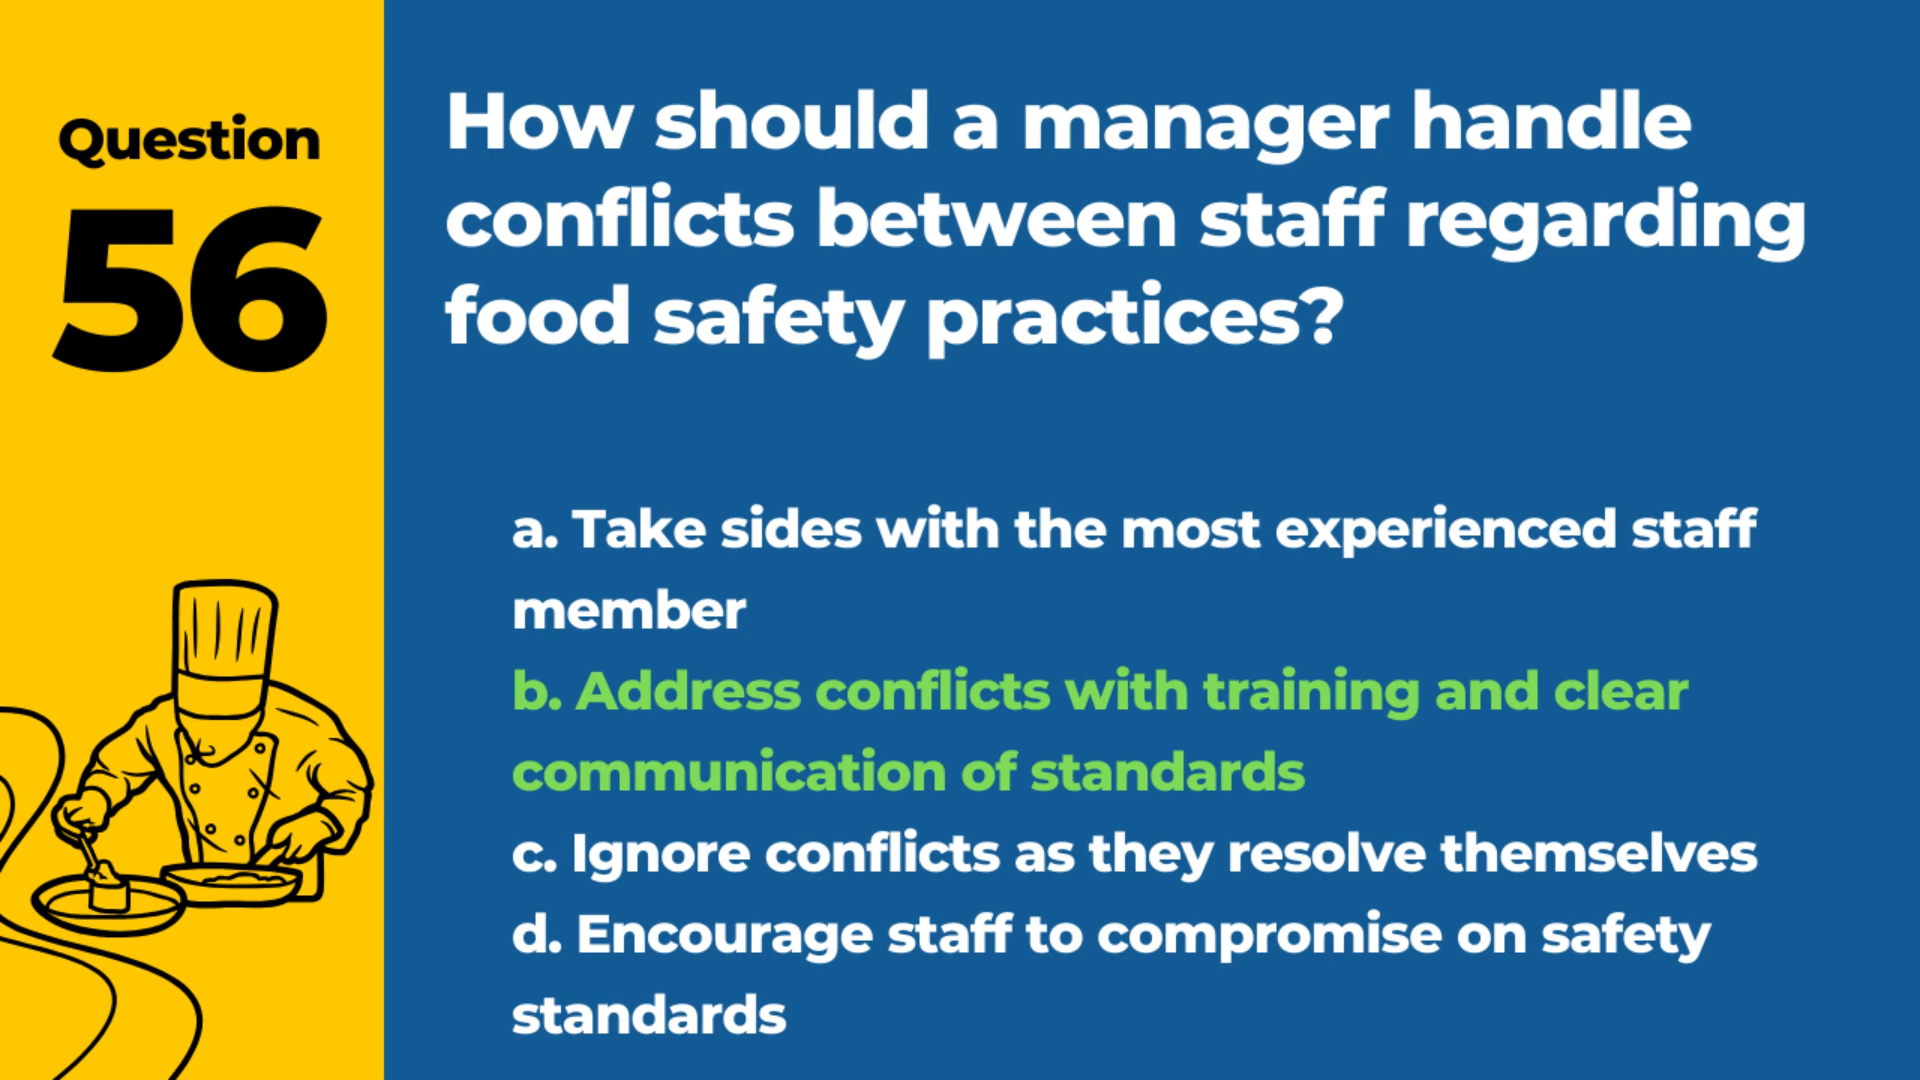 Question
56
How should a manager handle
conflicts between staff regarding
food safety practices?
a. Take sides with the most experienced staff
member
b. Address conflicts with training and clear
communication of standards
c. Ignore conflicts as they resolve themselves
d. Encourage staff to compromise on safety
standards